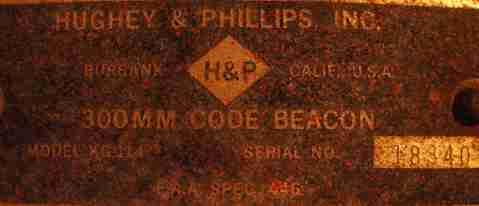 HUGHEY & PHILLIPS, INC.
BURBANK H&P CALIF., U.S.A.
300MM CODE BEACON
MODEL SERIAL NO. 18340
SPEC.